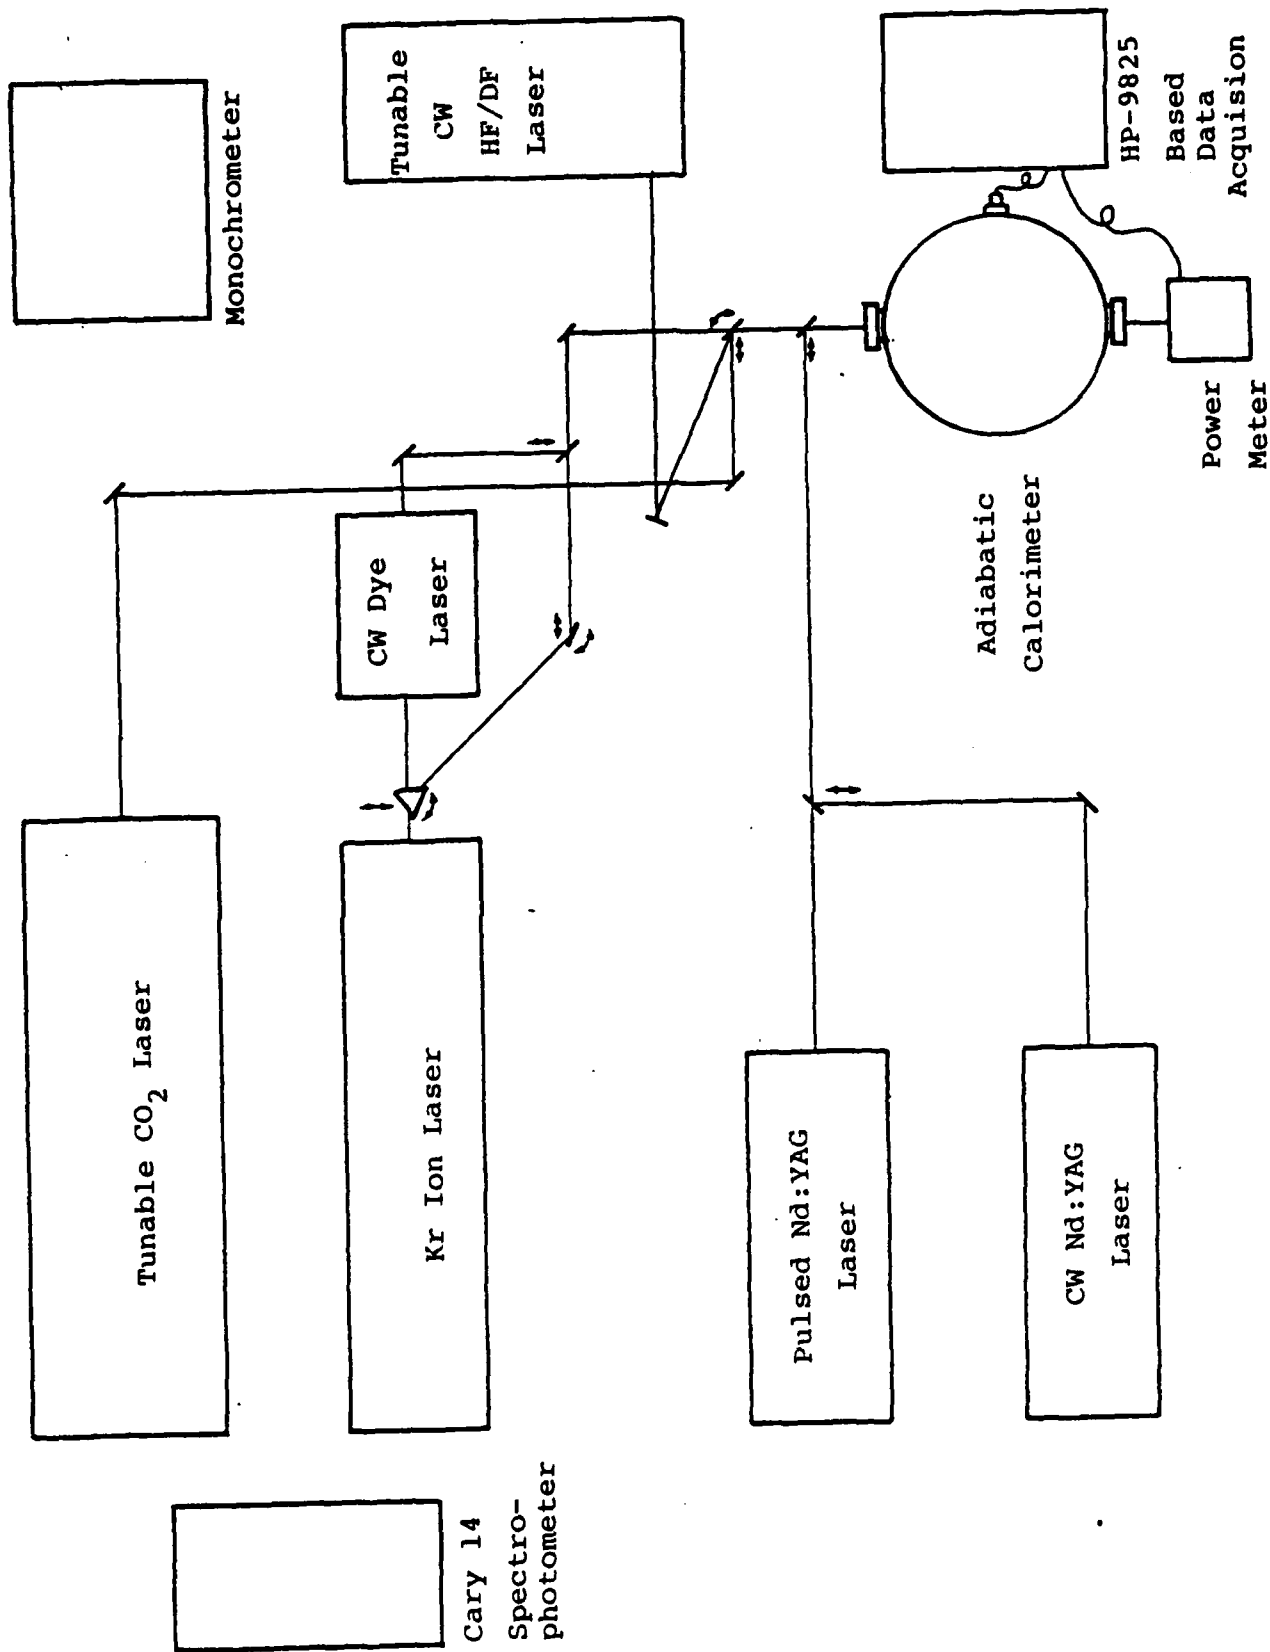 Monochrometer
Tunable
CW
HF/DF
Laser
HP-9825
Based
Data
Acquision
Power
Meter
Adiabatic
Calorimeter
CW Dye
Laser
Tunable CO2 Laser
Kr Ion Laser
Pulsed Nd:YAG
Laser
CW Nd:YAG
Laser
Cary 14
Spectro-
photometer